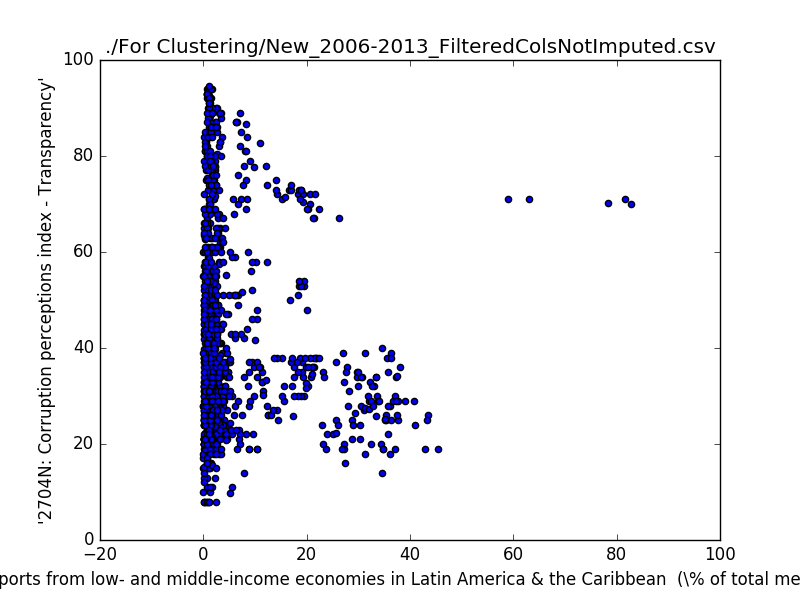 ./For Clustering/New_2006-2013_FilteredColsNotImputed.csv
100
80
60
40
20
0
'2704N: Corruption perceptions index - Transparency'
−20 0 20 40 60 80 100
ports from low- and middle-income economies in Latin America & the Caribbean (\% of total me